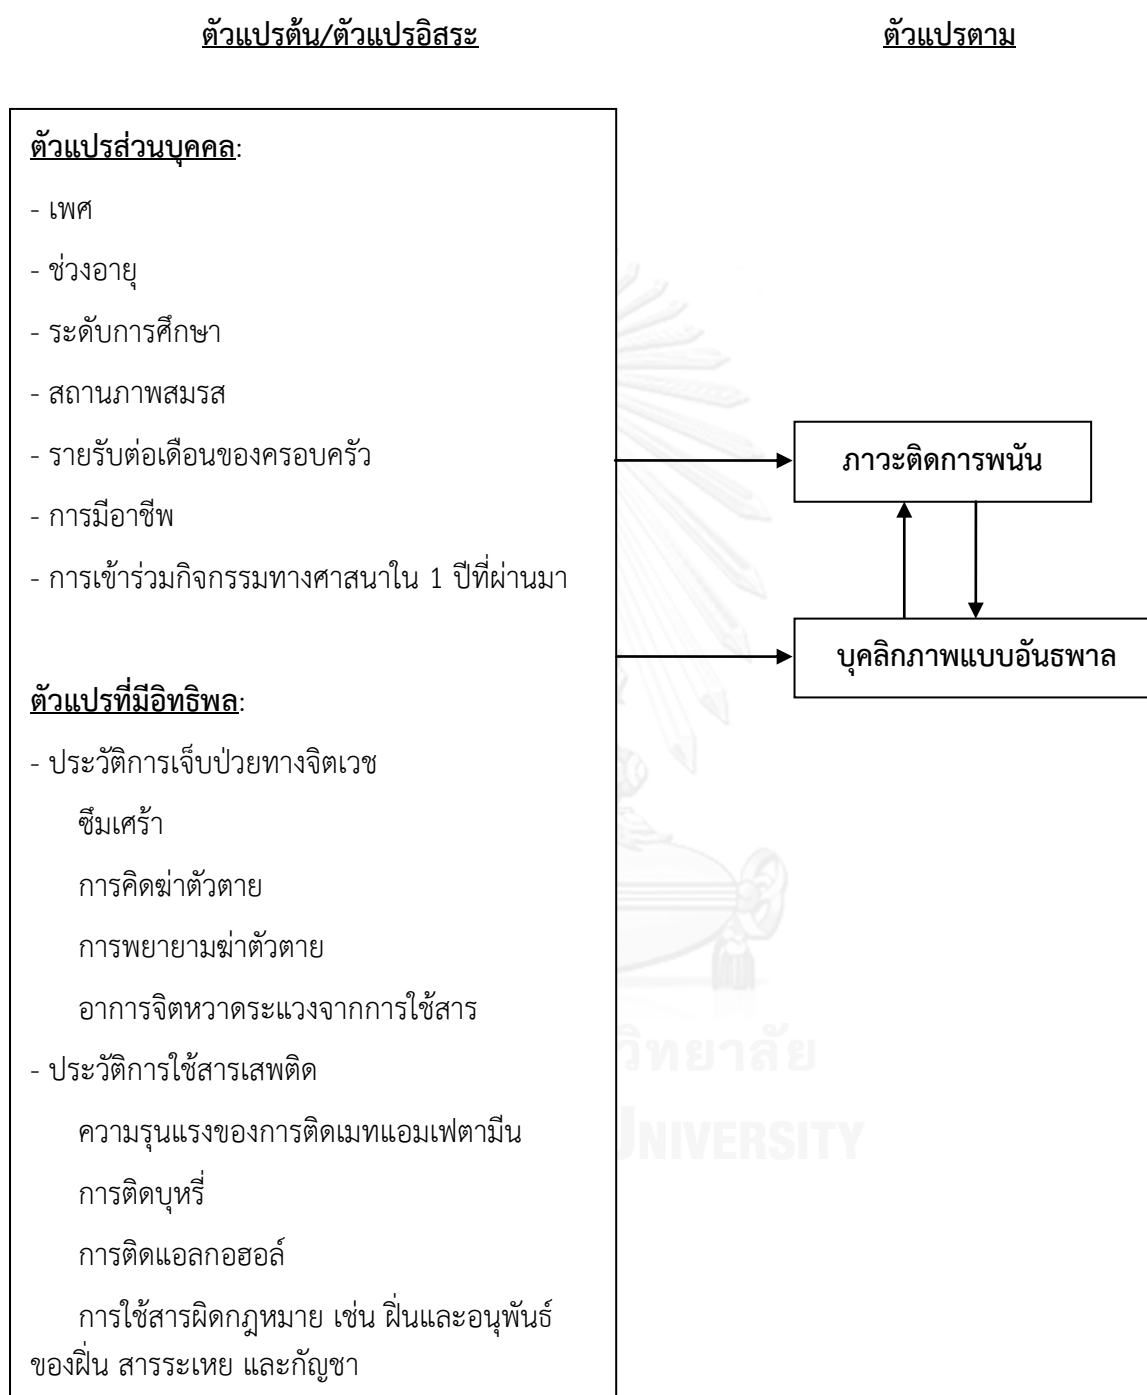 ตัวแปรต้น/ตัวแปรอิสระ
ตัวแปรตาม
ตัวแปรส่วนบุคคล:
- เพศ
- ช่วงอายุ
- ระดับการศึกษา
- สถานภาพสมรส
- รายรับต่อเดือนของครอบครัว
- การมีอาชีพ
- การเข้าร่วมกิจกรรมทางศาสนาใน 1 ปีที่ผ่านมา
ตัวแปรที่มีอิทธิพล:
- ประวัติการเจ็บป่วยทางจิตเวช
ซึมเศร้า
การคิดฆ่าตัวตาย
การพยายามฆ่าตัวตาย
อาการจิตหวาดระแวงจากการใช้สาร
- ประวัติการใช้สารเสพติด
ความรุนแรงของการติดเมทแอมเฟตามีน
การติดบุหรี่
การติดแอลกอฮอล์
การใช้สารผิดกฎหมาย เช่น ฝิ่นและอนุพันธ์
ของฝิ่น สารระเหย และกัญชา
ภาวะติดการพนัน
บุคลิกภาพแบบอันธพาล
วิทยาลัย
UNIVERSITY